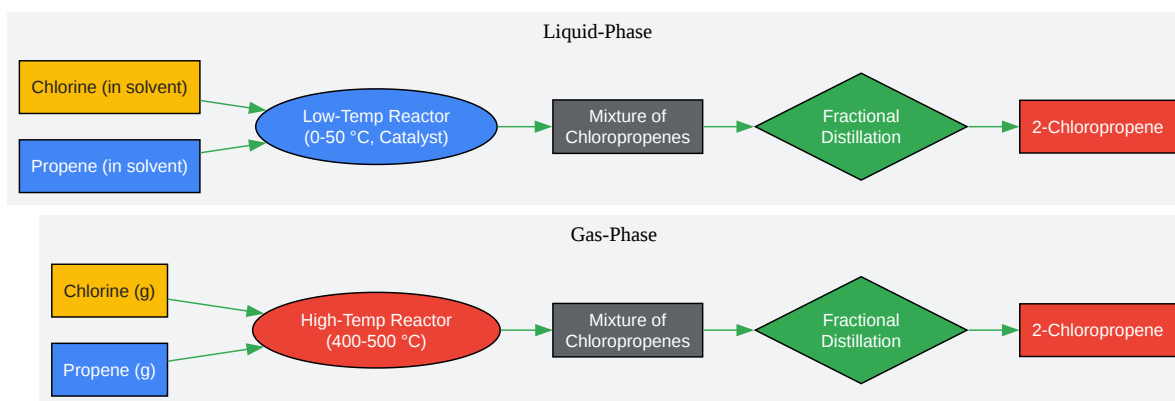 Liquid-Phase
Chlorine (in solvent)
Propene (in solvent)
Low-Temp Reactor
(0-50 °C, Catalyst)
Mixture of
Chloropropenes
Fractional
Distillation
2-Chloropropene
Gas-Phase
Chlorine (g)
Propene (g)
High-Temp Reactor
(400-500 °C)
Mixture of
Chloropropenes
Fractional
Distillation
2-Chloropropene